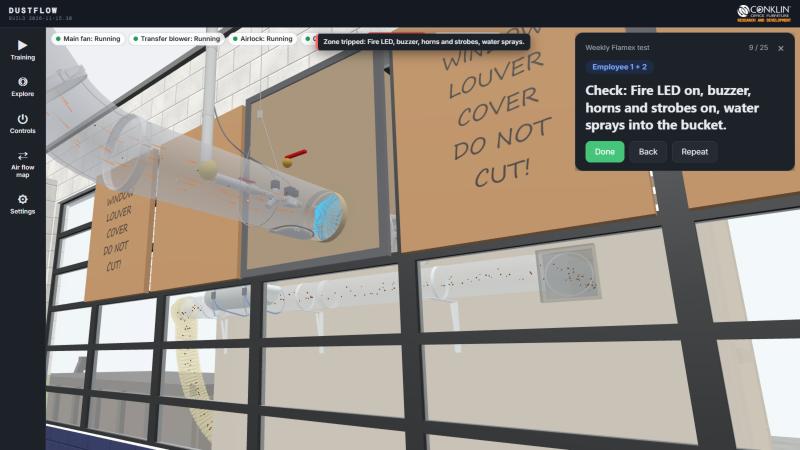 DUSTFLOW
BUILD 2026-11-15.10
CONKLIN
OFFICE FURNITURE
RESEARCH AND DEVELOPMENT
Training
Explore
Controls
Air flow
map
Settings
Main fan: Running
Transfer blower: Running
Airlock: Running
Zone tripped: Fire LED, buzzer, horns and strobes, water sprays.
Weekly Flamex test
9 / 25
×
Employee 1 + 2
Check: Fire LED on, buzzer,
horns and strobes on, water
sprays into the bucket.
Done
Back
Repeat
WINDOW
LOUVER
COVER
DO NOT
CUT!
WINDOW
LOUVER
COVER
DO NOT
CUT!